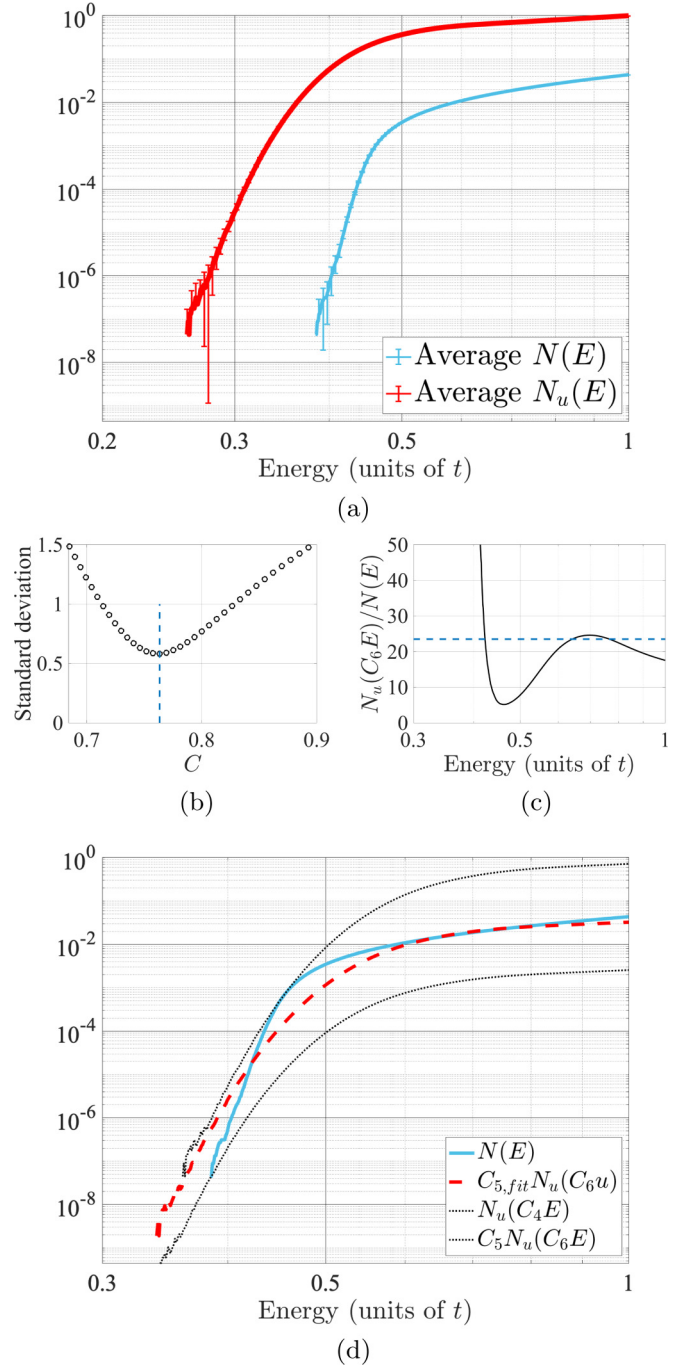 10^0
10^-2
10^-4
10^-6
10^-8
Average N(E)
Average N_u(E)
0.2 0.3 0.5 1
Energy (units of t)
(a)
Standard deviation
1.5
1
0.5
0
0.7 0.8 0.9
C
(b)
N_u(C_6E)/N(E)
50
40
30
20
10
0
0.3 0.5 1
Energy (units of t)
(c)
10^0
10^-2
10^-4
10^-6
10^-8
N(E)
C_{5,fit}N_u(C_6u)
N_u(C_4E)
C_5N_u(C_6E)
0.3 0.5 1
Energy (units of t)
(d)